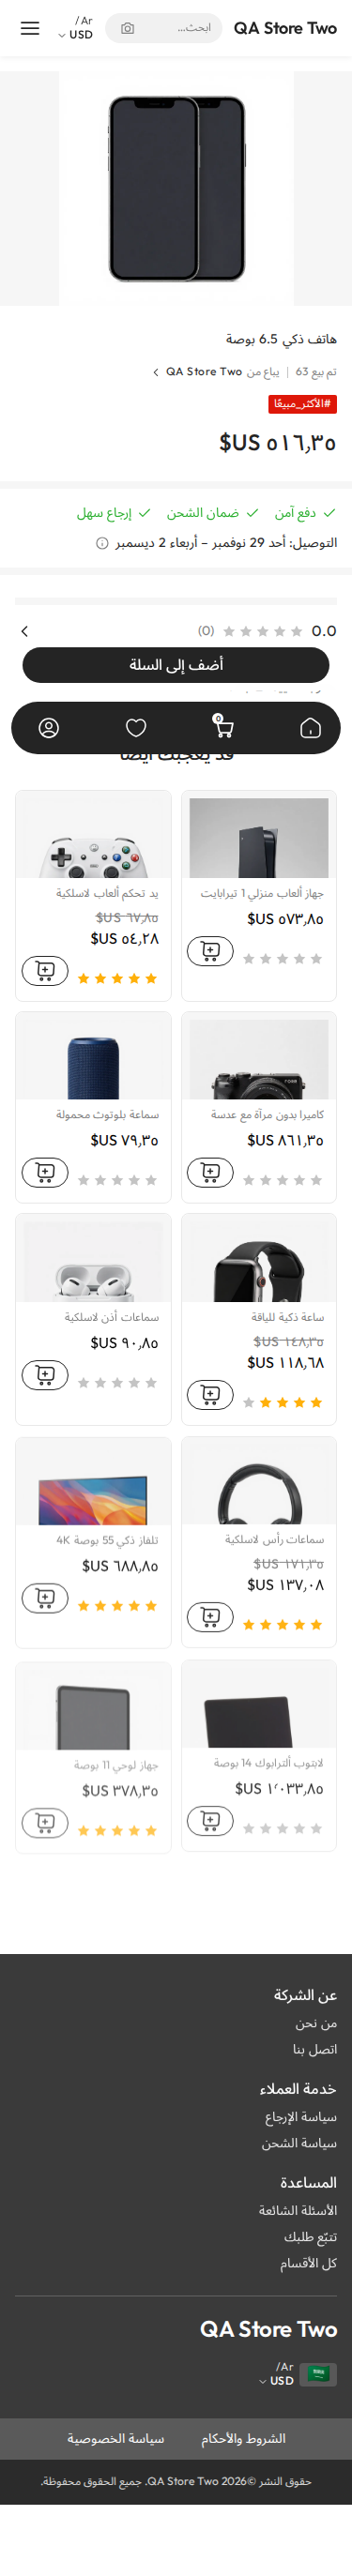 QA Store Two
ابحث...
Ar/
USD
هاتف ذكي 6.5 بوصة
تم بيع 63 | يباع من QA Store Two
#الأكثر_مبيعًا
$US ٥١٦٫٣٥
دفع آمن
ضمان الشحن
إرجاع سهل
التوصيل: أحد 29 نوفمبر – أربعاء 2 ديسمبر
0.0 (0)
أضف إلى السلة
0
قد يعجبك أيضًا
جهاز ألعاب منزلي 1 تيرابايت
$US ٥٧٣٫٨٥
يد تحكم ألعاب لاسلكية
$US ٦٧٫٨٥
$US ٥٤٫٢٨
كاميرا بدون مرآة مع عدسة
$US ٨٦١٫٣٥
سماعة بلوتوث محمولة
$US ٧٩٫٣٥
ساعة ذكية للياقة
$US ١٤٨٫٣٥
$US ١١٨٫٦٨
سماعات أذن لاسلكية
$US ٩٠٫٨٥
سماعات رأس لاسلكية
$US ١٧١٫٣٥
$US ١٣٧٫٠٨
تلفاز ذكي 55 بوصة 4K
$US ٦٨٨٫٨٥
لابتوب ألترابوك 14 بوصة
$US ١٬٠٣٣٫٨٥
جهاز لوحي 11 بوصة
$US ٣٧٨٫٣٥
عن الشركة
من نحن
اتصل بنا
خدمة العملاء
سياسة الإرجاع
سياسة الشحن
المساعدة
الأسئلة الشائعة
تتبّع طلبك
كل الأقسام
QA Store Two
Ar/
USD
الشروط والأحكام
سياسة الخصوصية
حقوق النشر ©2026 QA Store Two. جميع الحقوق محفوظة.